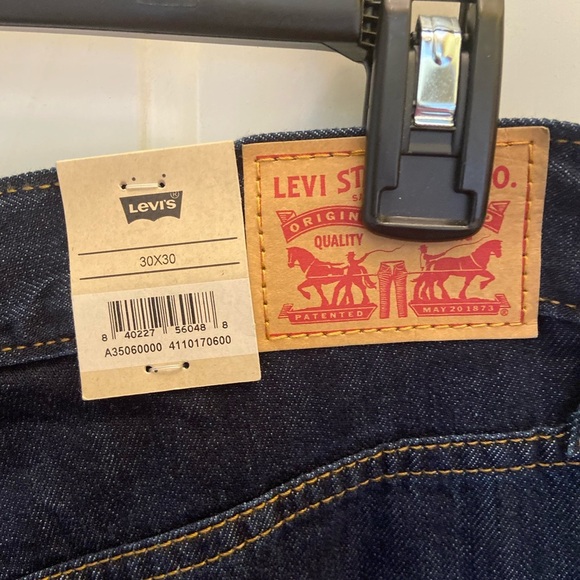 LEVI'S®
30X30
8 40227 56048 8
A35060000 4110170600
LEVI ST O.
ORIGIN D
QUALITY
PATENTED MAY 20 1873